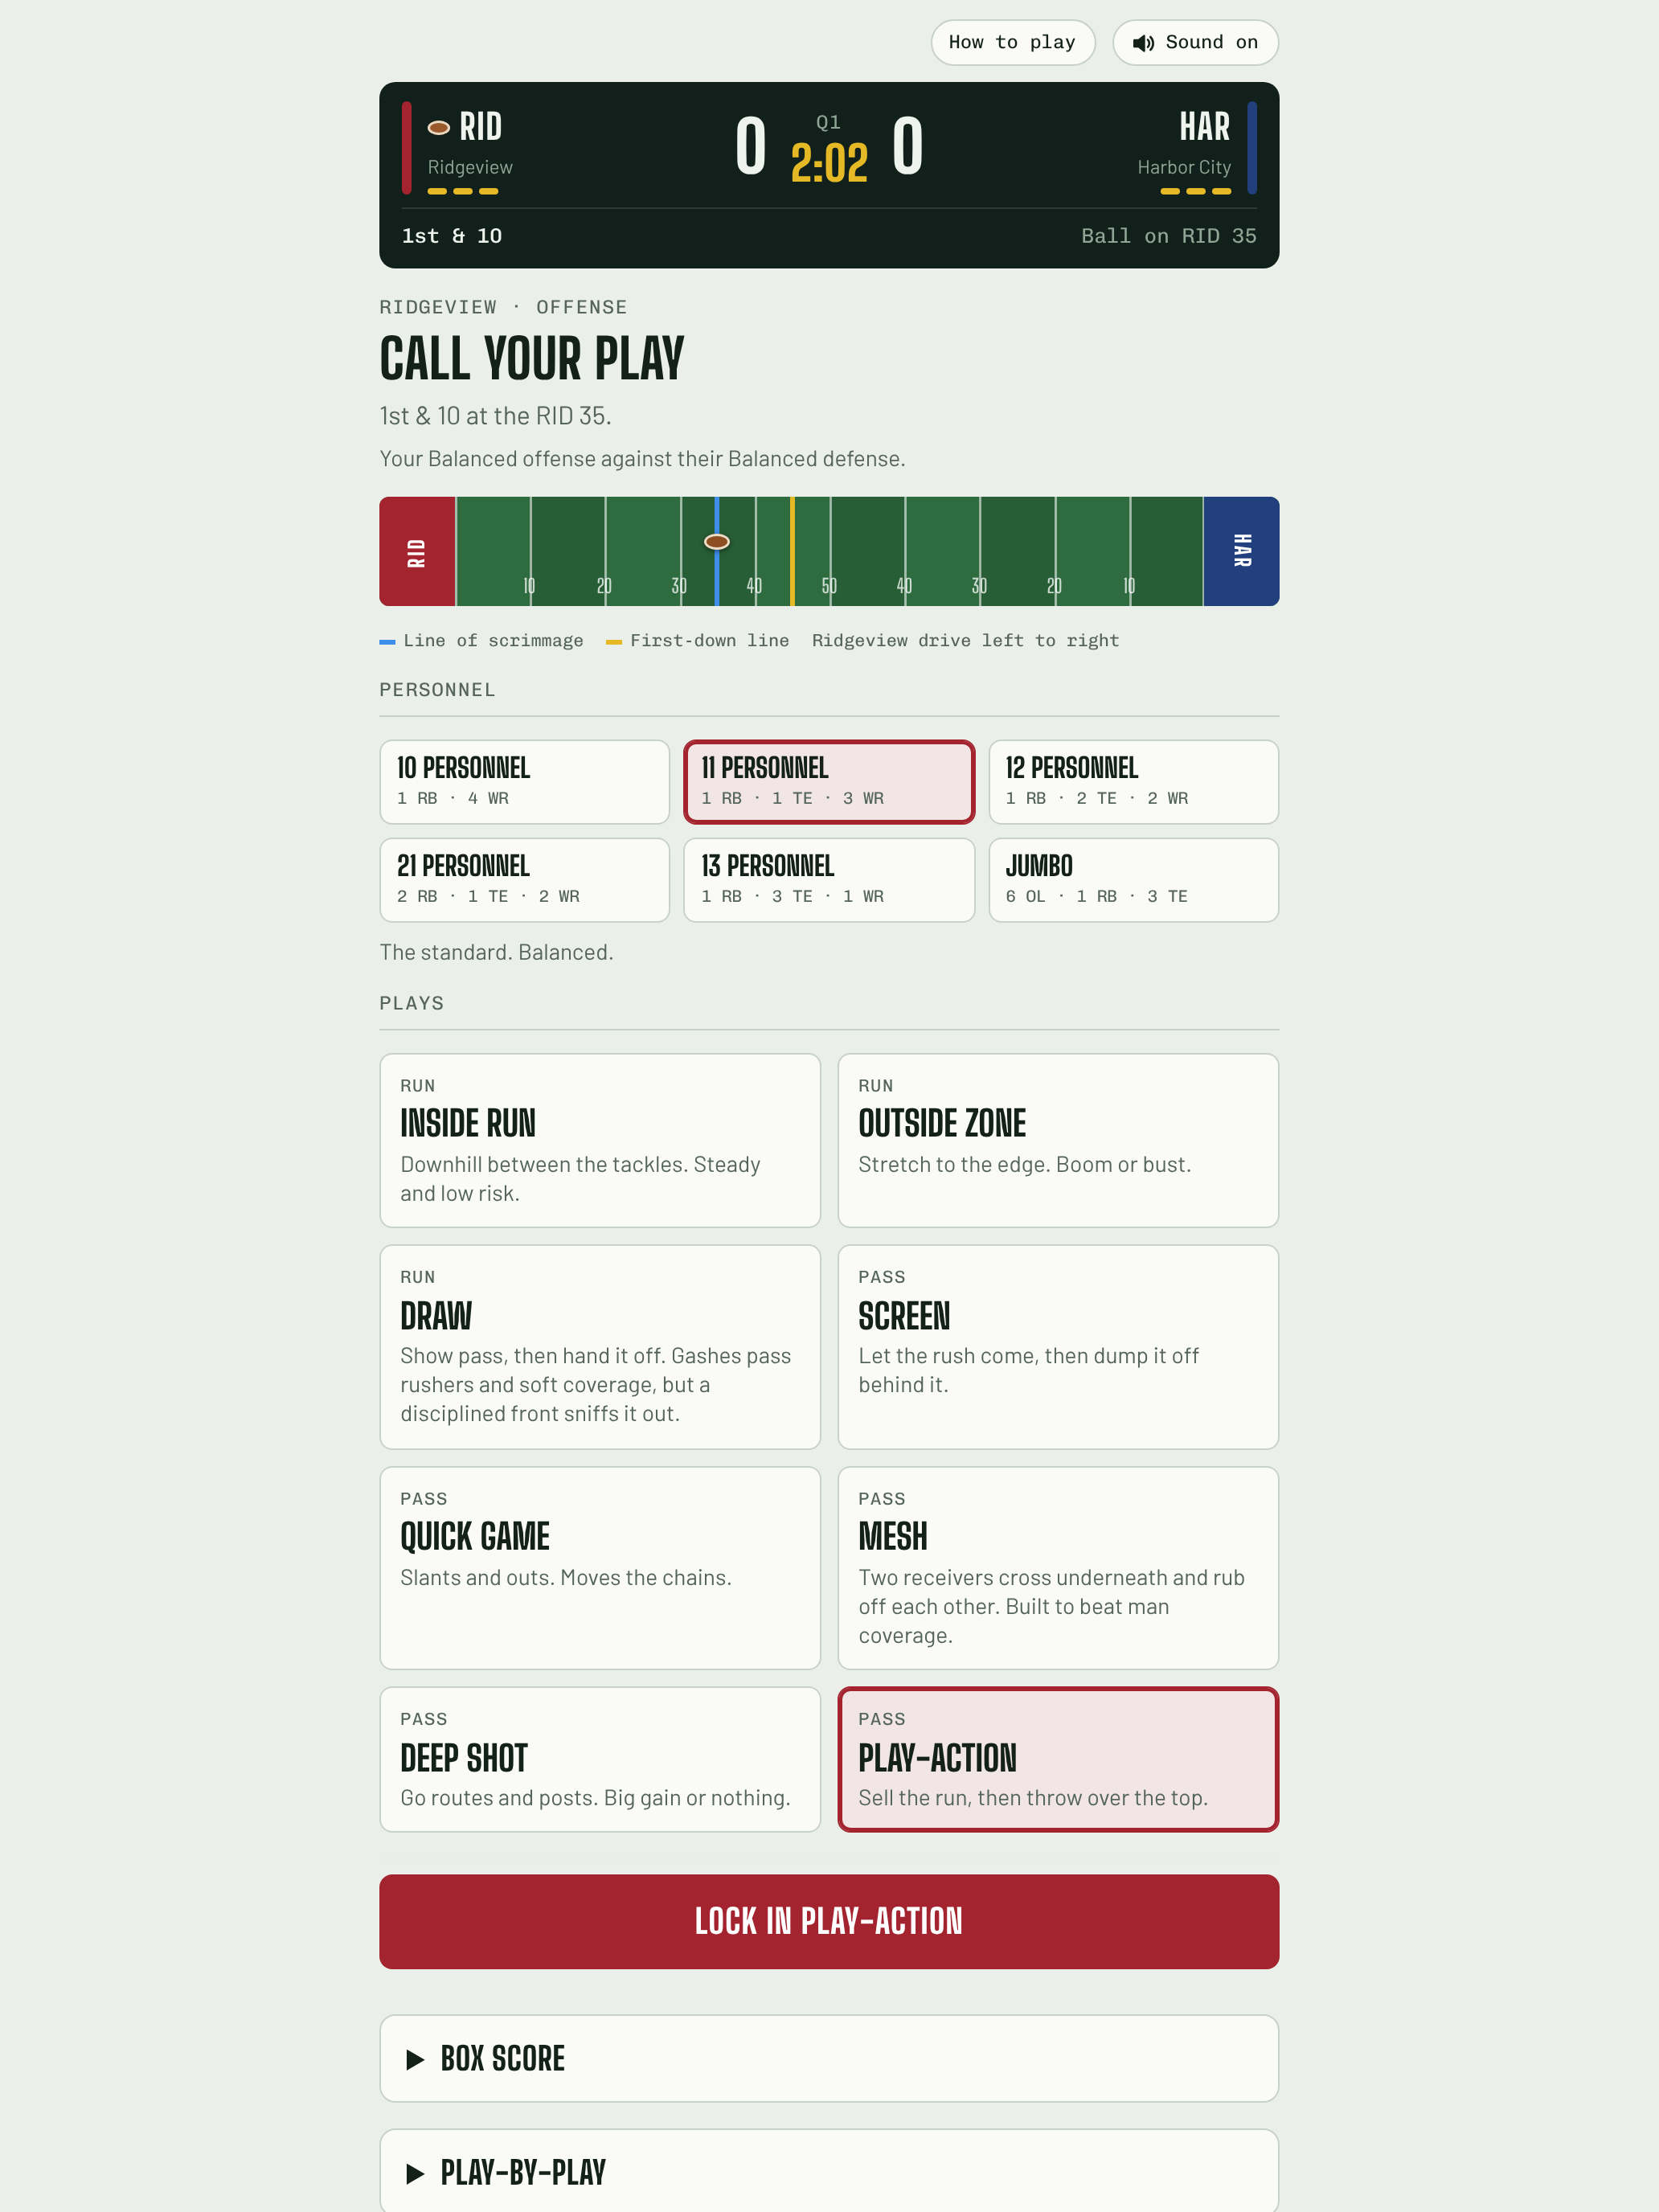 How to play
Sound on
RID
Ridgeview
0
Q1
2:02
0
HAR
Harbor City
1st & 10
Ball on RID 35
RIDGEVIEW · OFFENSE
CALL YOUR PLAY
1st & 10 at the RID 35.
Your Balanced offense against their Balanced defense.
RID
10
20
30
40
50
40
30
20
10
HAR
Line of scrimmage
First-down line
Ridgeview drive left to right
PERSONNEL
10 PERSONNEL
1 RB · 4 WR
11 PERSONNEL
1 RB · 1 TE · 3 WR
12 PERSONNEL
1 RB · 2 TE · 2 WR
21 PERSONNEL
2 RB · 1 TE · 2 WR
13 PERSONNEL
1 RB · 3 TE · 1 WR
JUMBO
6 OL · 1 RB · 3 TE
The standard. Balanced.
PLAYS
RUN
INSIDE RUN
Downhill between the tackles. Steady
and low risk.
RUN
OUTSIDE ZONE
Stretch to the edge. Boom or bust.
RUN
DRAW
Show pass, then hand it off. Gashes pass
rushers and soft coverage, but a
disciplined front sniffs it out.
PASS
SCREEN
Let the rush come, then dump it off
behind it.
PASS
QUICK GAME
Slants and outs. Moves the chains.
PASS
MESH
Two receivers cross underneath and rub
off each other. Built to beat man
coverage.
PASS
DEEP SHOT
Go routes and posts. Big gain or nothing.
PASS
PLAY-ACTION
Sell the run, then throw over the top.
LOCK IN PLAY-ACTION
BOX SCORE
PLAY-BY-PLAY